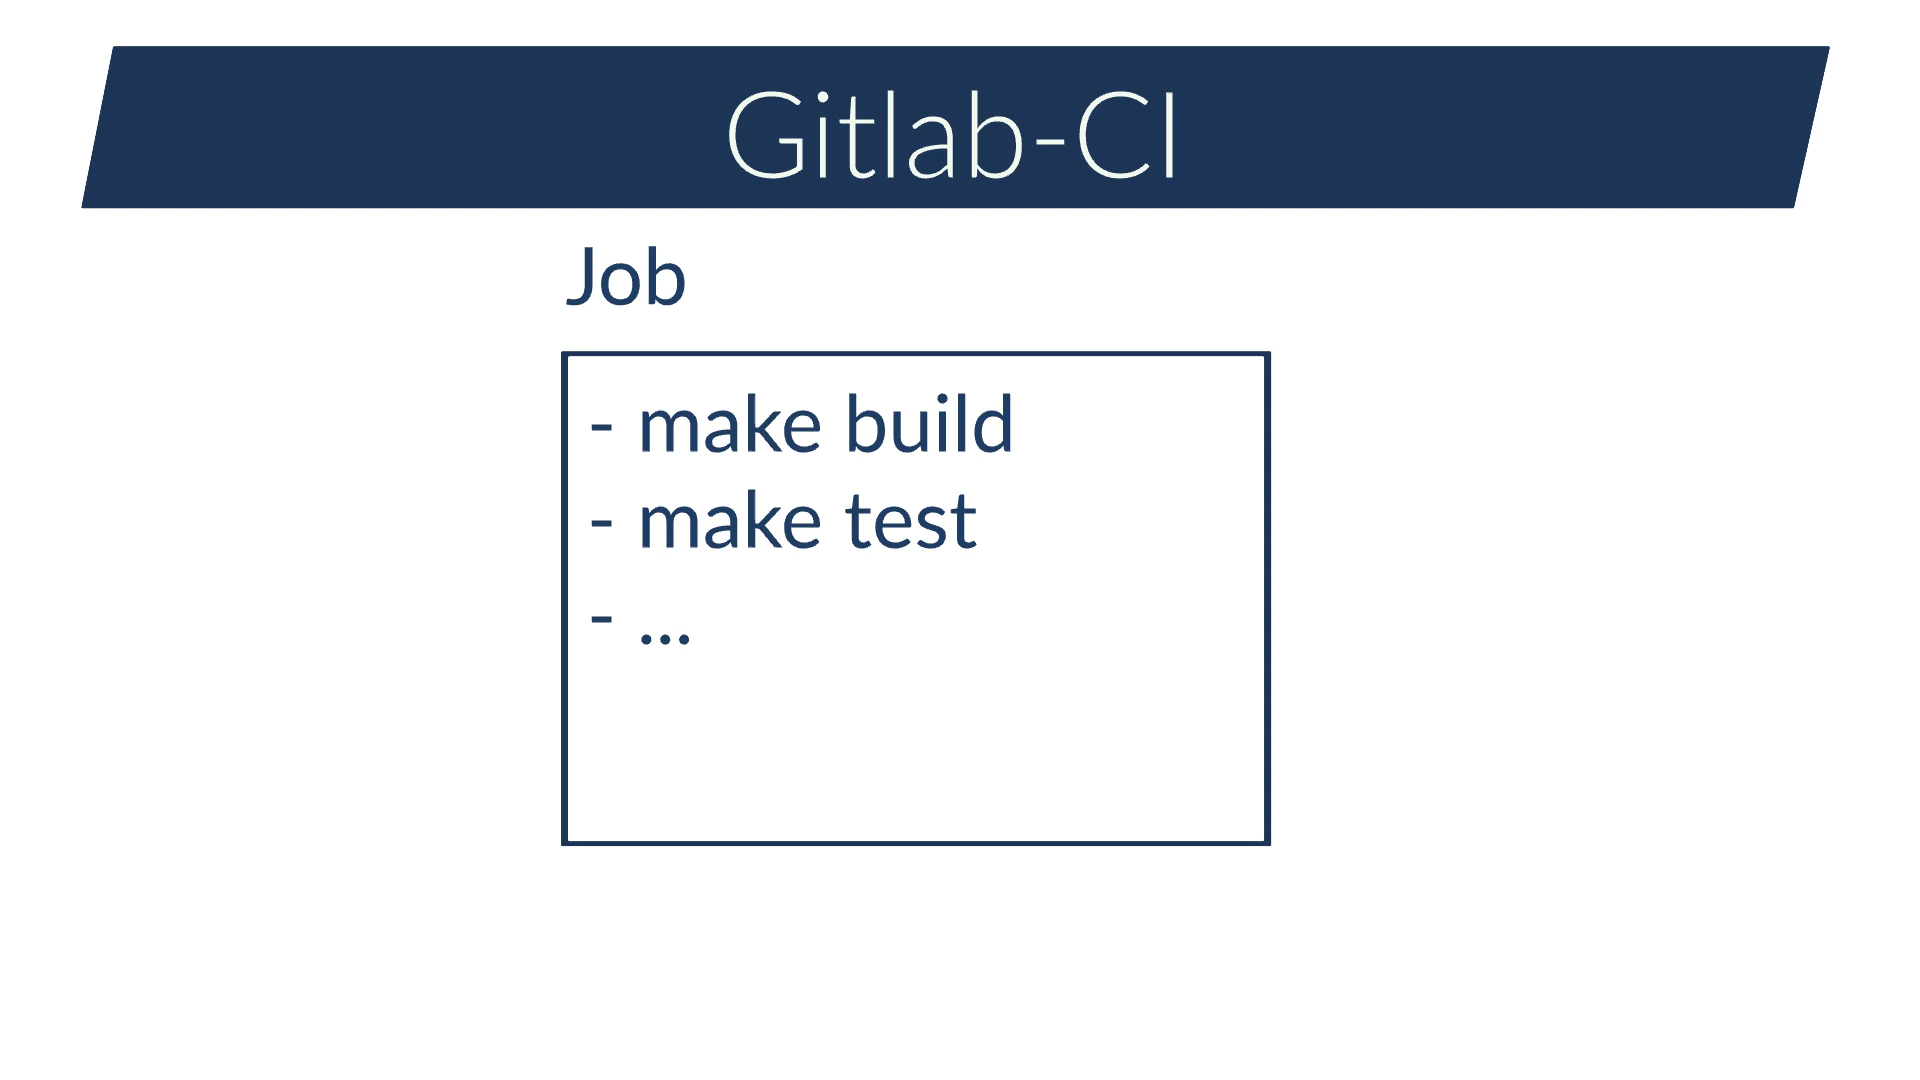 Gitlab-CI
Job
- make build
- make test
- ...